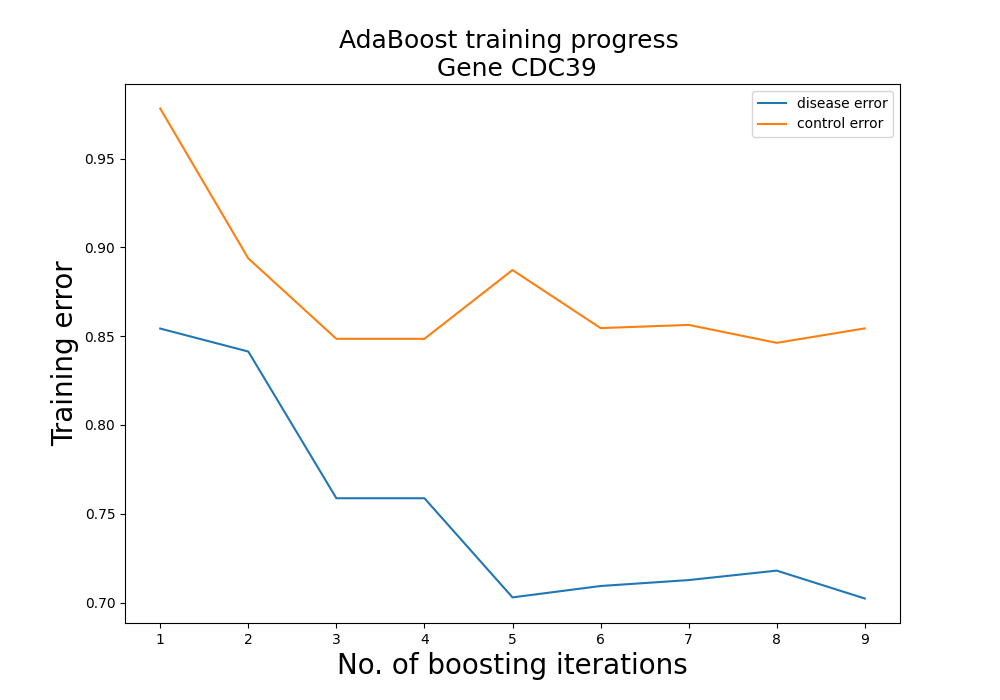 AdaBoost training progress
Gene CDC39
disease error
control error
Training error
0.95
0.90
0.85
0.80
0.75
0.70
1 2 3 4 5 6 7 8 9
No. of boosting iterations